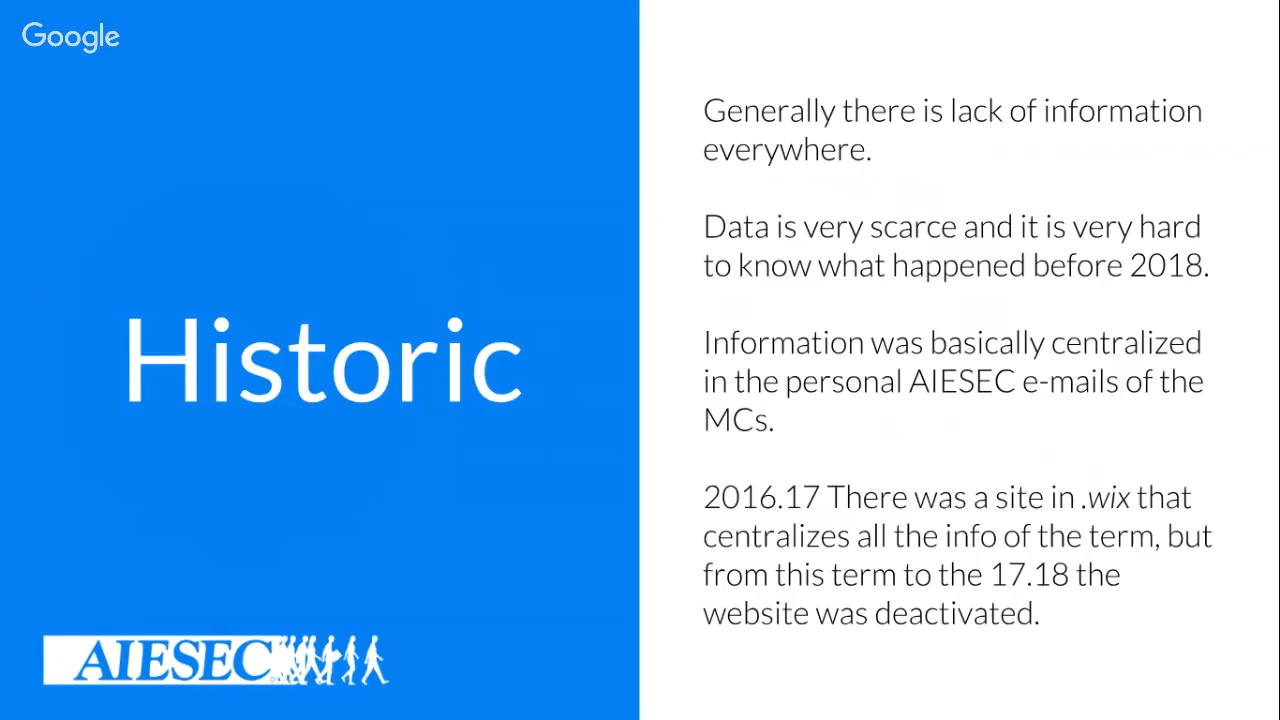 Google
Historic
AIESEC
Generally there is lack of information
everywhere.
Data is very scarce and it is very hard
to know what happened before 2018.
Information was basically centralized
in the personal AIESEC e-mails of the
MCs.
2016.17 There was a site in .wix that
centralizes all the info of the term, but
from this term to the 17.18 the
website was deactivated.